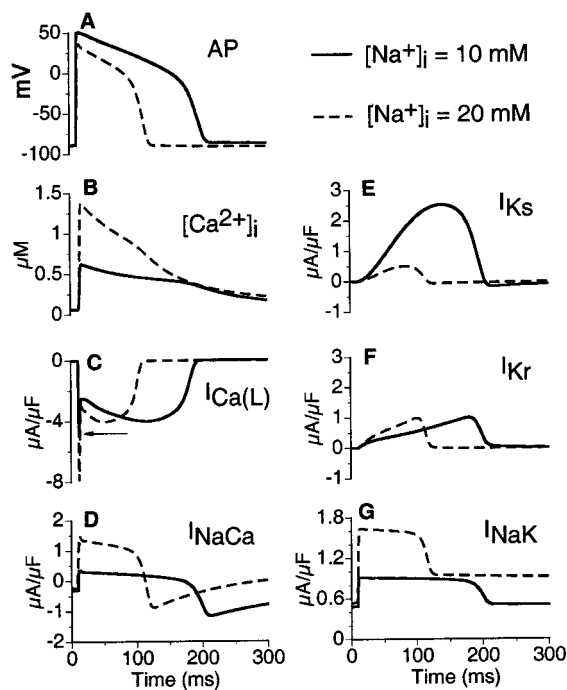 A
AP
50
0
-50
-100
mV
[Na+]i = 10 mM
[Na+]i = 20 mM
B
[Ca2+]i
1.5
1
0.5
0
µM
E
IKs
3
2
1
0
-1
µA/µF
C
ICa(L)
0
-4
-8
µA/µF
F
IKr
3
2
1
0
-1
µA/µF
D
INaCa
2
1
0
-1
-2
µA/µF
0 100 200 300
Time (ms)
G
INaK
1.8
1.2
0.6
0
µA/µF
0 100 200 300
Time (ms)